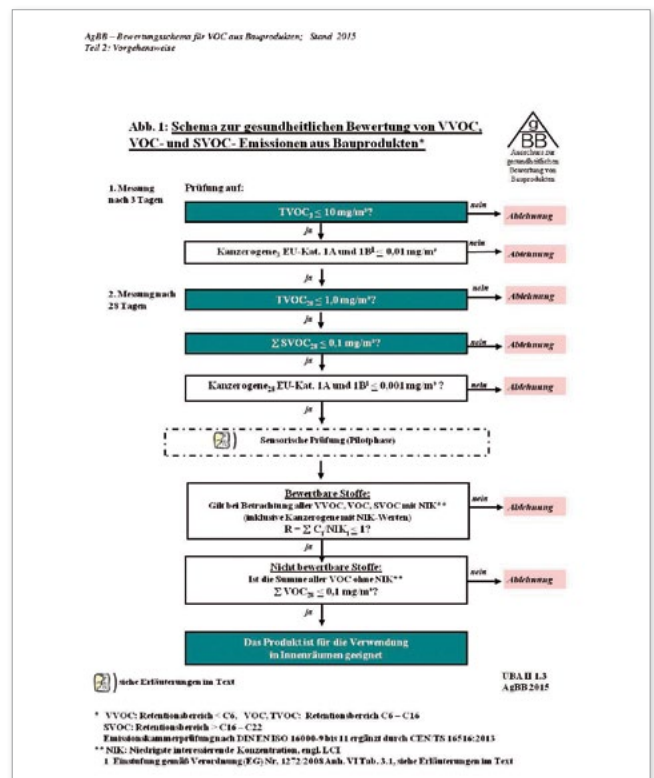 AgBB – Bewertungsschema für VOC aus Bauprodukten; Stand 2015
Teil 2: Vorgehensweise
Abb. 1: Schema zur gesundheitlichen Bewertung von VVOC,
VOC- und SVOC- Emissionen aus Bauprodukten*
g
BB
Ausschuss zur
gesundheitlichen
Bewertung von
Bauprodukten
1. Messung
nach 3 Tagen
Prüfung auf:
TVOC₃ ≤ 10 mg/m³?
nein
Ablehnung
ja
Kanzerogene₃ EU-Kat. 1A und 1B¹ ≤ 0,01 mg/m³
nein
Ablehnung
ja
2. Messung nach
28 Tagen
TVOC₂₈ ≤ 1,0 mg/m³?
nein
Ablehnung
ja
∑ SVOC₂₈ ≤ 0,1 mg/m³?
nein
Ablehnung
ja
Kanzerogene₂₈ EU-Kat. 1A und 1B¹ ≤ 0,001 mg/m³ ?
nein
Ablehnung
ja
Sensorische Prüfung (Pilotphase)
Bewertbare Stoffe:
Gilt bei Betrachtung aller VVOC, VOC, SVOC mit NIK**
(inklusive Kanzerogene mit NIK-Werten)
R = ∑ Cᵢ/NIKᵢ ≤ 1?
nein
Ablehnung
ja
Nicht bewertbare Stoffe:
Ist die Summe aller VOC ohne NIK**
∑ VOC₂₈ ≤ 0,1 mg/m³?
nein
Ablehnung
ja
Das Produkt ist für die Verwendung
in Innenräumen geeignet
siehe Erläuterungen im Text
UBA II 1.3
AgBB 2015
* VVOC: Retentionsbereich < C6, VOC, TVOC: Retentionsbereich C6 – C16
SVOC: Retentionsbereich > C16 – C22
Emissionskammerprüfung nach DIN EN ISO 16000-9 bis 11 ergänzt durch CEN/TS 16516:2013
** NIK: Niedrigste interessierende Konzentration, engl. LCI
1 Einstufung gemäß Verordnung (EG) Nr. 1272/2008 Anh. VI Tab. 3.1, siehe Erläuterungen im Text